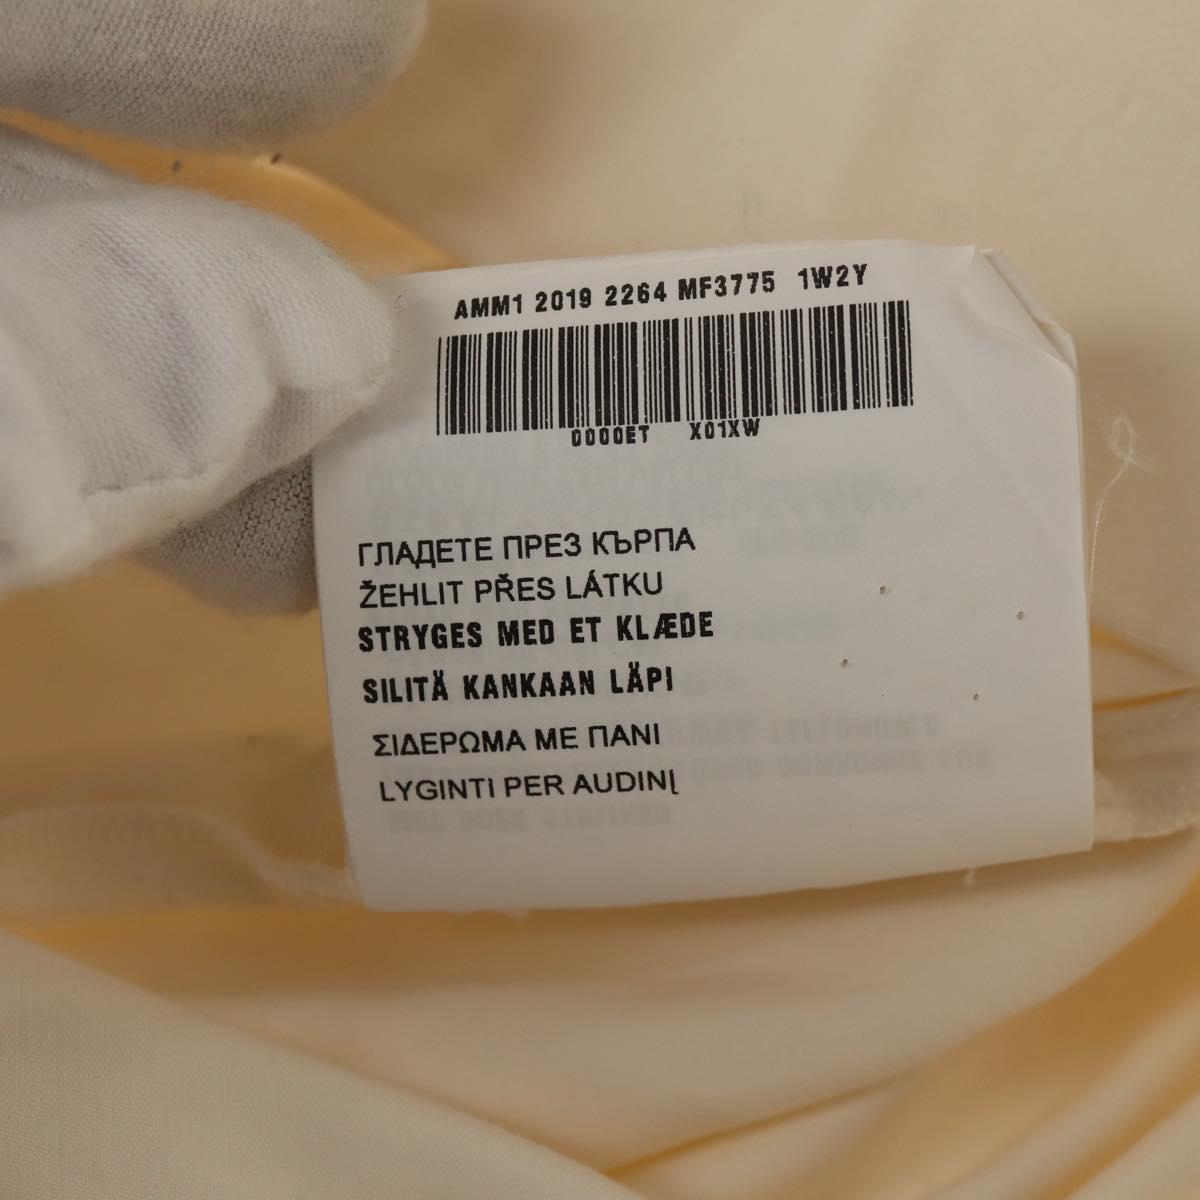 AMM1 2019 2264 MF3775 1W2Y
0000ET X01XW
ГЛАДЕТЕ ПРЕЗ КЪРПА
ŽEHLIT PŘES LÁTKU
STRYGES MED ET KLÆDE
SILITÄ KANKAAN LÄPI
ΣΙΔΕΡΩΜΑ ΜΕ ΠΑΝΙ
LYGINTI PER AUDINĮ